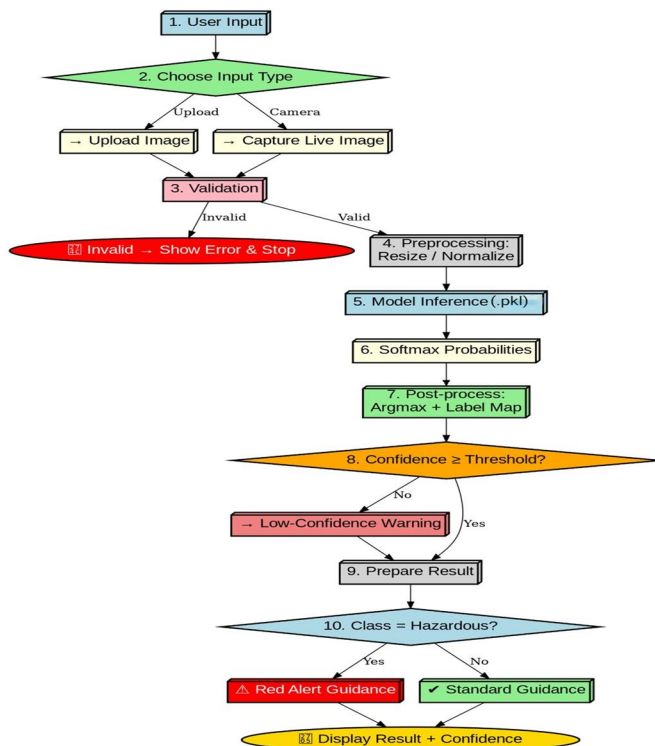 1. User Input
2. Choose Input Type
Upload
Camera
→ Upload Image
→ Capture Live Image
3. Validation
Invalid
Valid
Invalid → Show Error & Stop
4. Preprocessing:
Resize / Normalize
5. Model Inference (.pkl)
6. Softmax Probabilities
7. Post-process:
Argmax + Label Map
8. Confidence ≥ Threshold?
No
Yes
→ Low-Confidence Warning
9. Prepare Result
10. Class = Hazardous?
Yes
No
⚠ Red Alert Guidance
✔ Standard Guidance
Display Result + Confidence